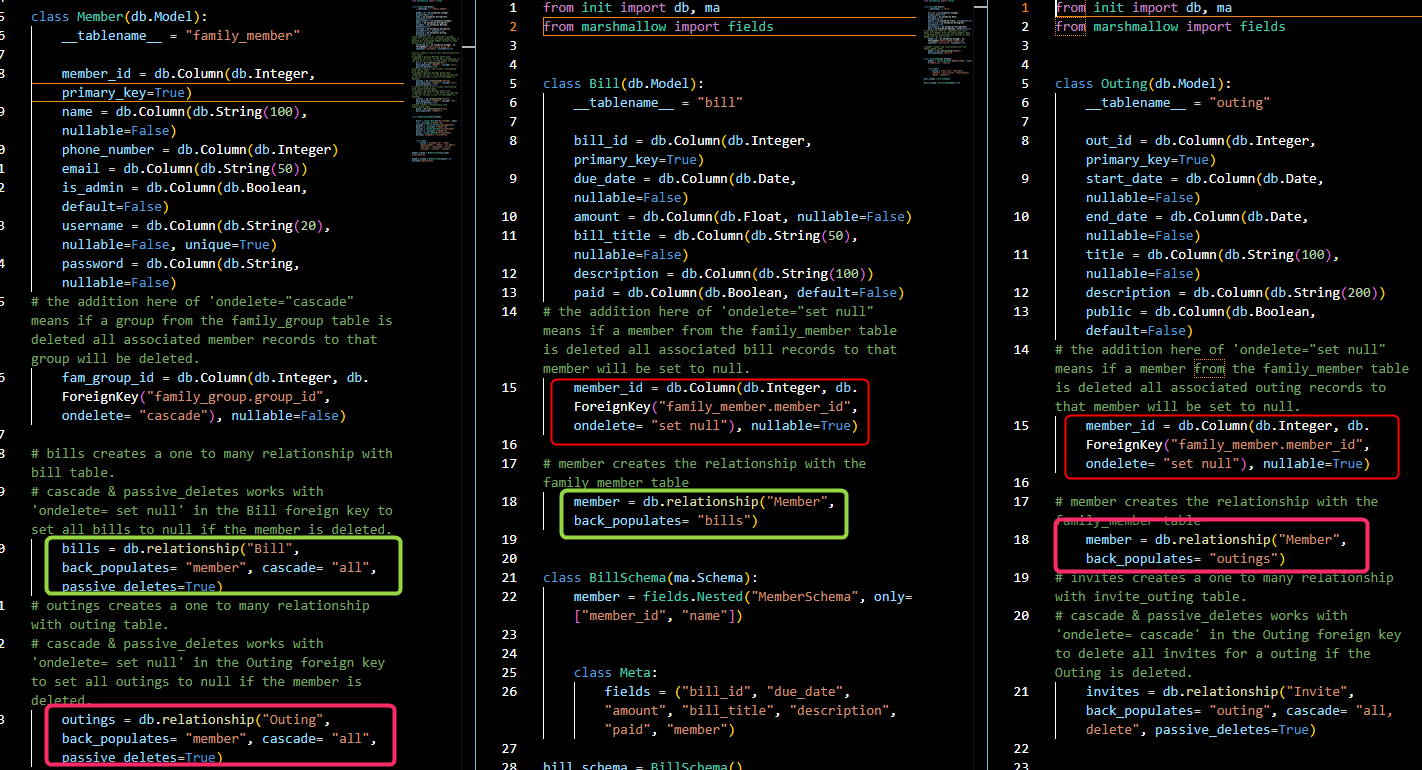 class Member(db.Model):
__tablename__ = "family_member"
member_id = db.Column(db.Integer,
primary_key=True)
name = db.Column(db.String(100),
nullable=False)
phone_number = db.Column(db.Integer)
email = db.Column(db.String(50))
is_admin = db.Column(db.Boolean,
default=False)
username = db.Column(db.String(20),
nullable=False, unique=True)
password = db.Column(db.String,
nullable=False)
# the addition here of 'ondelete="cascade"
means if a group from the family_group table is
deleted all associated member records to that
group will be deleted.
fam_group_id = db.Column(db.Integer, db.
ForeignKey("family_group.group_id",
ondelete= "cascade"), nullable=False)
# bills creates a one to many relationship with
bill table.
# cascade & passive_deletes works with
'ondelete= set null' in the Bill foreign key to
set all bills to null if the member is deleted.
bills = db.relationship("Bill",
back_populates= "member", cascade= "all",
passive_deletes=True)
# outings creates a one to many relationship
with outing table.
# cascade & passive_deletes works with
'ondelete= set null' in the Outing foreign key
to set all outings to null if the member is
deleted.
outings = db.relationship("Outing",
back_populates= "member", cascade= "all",
passive_deletes=True)
1 from init import db, ma
2 from marshmallow import fields
3
4
5 class Bill(db.Model):
6 __tablename__ = "bill"
7
8 bill_id = db.Column(db.Integer,
primary_key=True)
9 due_date = db.Column(db.Date,
nullable=False)
10 amount = db.Column(db.Float, nullable=False)
11 bill_title = db.Column(db.String(50),
nullable=False)
12 description = db.Column(db.String(100))
13 paid = db.Column(db.Boolean, default=False)
14 # the addition here of 'ondelete="set null"
means if a member from the family_member table
is deleted all associated bill records to that
member will be set to null.
15 member_id = db.Column(db.Integer, db.
ForeignKey("family_member.member_id",
ondelete= "set null"), nullable=True)
16
17 # member creates the relationship with the
family_member table
18 member = db.relationship("Member",
back_populates= "bills")
19
20
21 class BillSchema(ma.Schema):
22 member = fields.Nested("MemberSchema", only=
["member_id", "name"])
23
24
25 class Meta:
26 fields = ("bill_id", "due_date",
"amount", "bill_title", "description",
"paid", "member")
27
28 bill_schema = BillSchema()
1 from init import db, ma
2 from marshmallow import fields
3
4
5 class Outing(db.Model):
6 __tablename__ = "outing"
7
8 out_id = db.Column(db.Integer,
primary_key=True)
9 start_date = db.Column(db.Date,
nullable=False)
10 end_date = db.Column(db.Date,
nullable=False)
11 title = db.Column(db.String(100),
nullable=False)
12 description = db.Column(db.String(200))
13 public = db.Column(db.Boolean,
default=False)
14 # the addition here of 'ondelete="set null"
means if a member from the family_member table
is deleted all associated outing records to
that member will be set to null.
15 member_id = db.Column(db.Integer, db.
ForeignKey("family_member.member_id",
ondelete= "set null"), nullable=True)
16
17 # member creates the relationship with the
family_member table
18 member = db.relationship("Member",
back_populates= "outings")
19 # invites creates a one to many relationship
with invite_outing table.
20 # cascade & passive_deletes works with
'ondelete= cascade' in the Outing foreign key
to delete all invites for a outing if the
Outing is deleted.
21 invites = db.relationship("Invite",
back_populates= "outing", cascade= "all,
delete", passive_deletes=True)
22
23